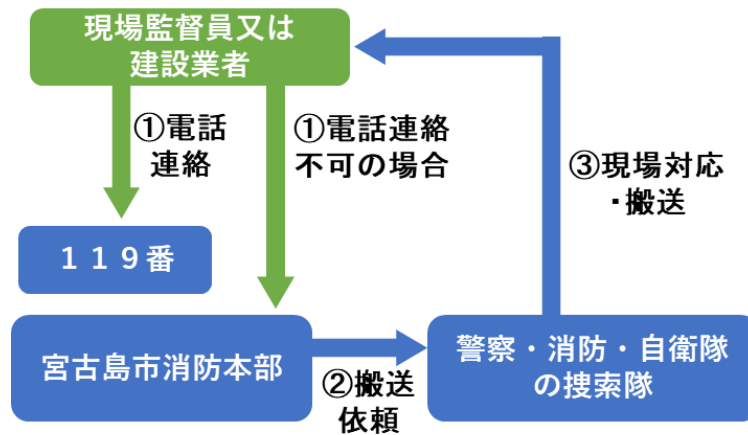 現場監督員又は
建設業者
①電話
連絡
①電話連絡
不可の場合
③現場対応
・搬送
１１９番
宮古島市消防本部
②搬送
依頼
警察・消防・自衛隊
の捜索隊